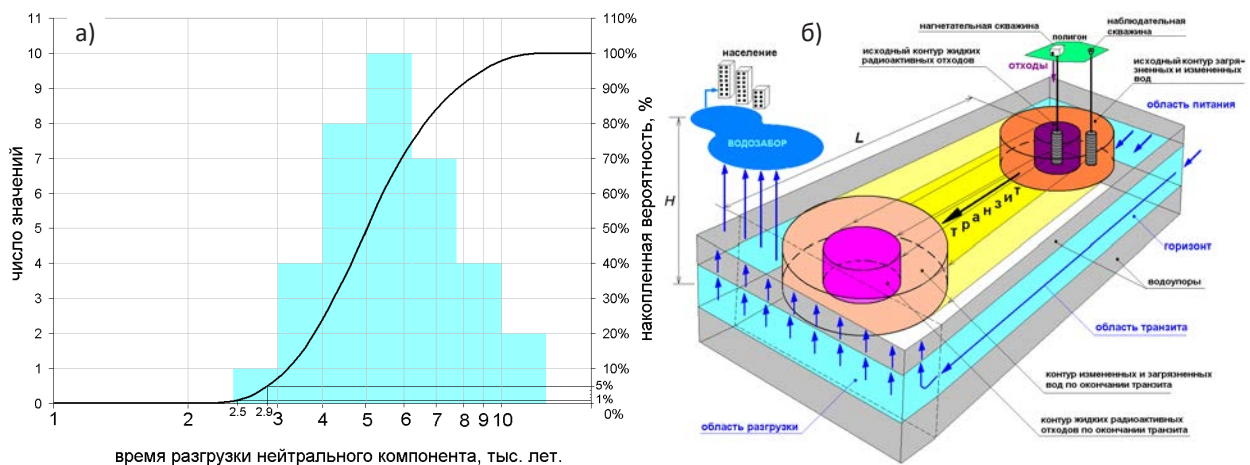 а)
число значений
11
10
9
8
7
6
5
4
3
2
1
0
110%
100%
90%
80%
70%
60%
50%
40%
30%
20%
10%
5%
1%
0%
накопленная вероятность, %
1
2
2.5
2.9
3
4
5
6
7
8
9
10
время разгрузки нейтрального компонента, тыс. лет.
б)
население
ВОДОЗАБОР
H
L
нагнетательная скважина
наблюдательная
скважина
полигон
исходный контур жидких
радиоактивных отходов
отходы
исходный контур загря-
зненных и измененных
вод
область питания
транзит
горизонт
водоупоры
область транзита
контур измененных и загрязненных
вод по окончании транзита
контур жидких радиоактивных
отходов по окончании транзита
область разгрузки